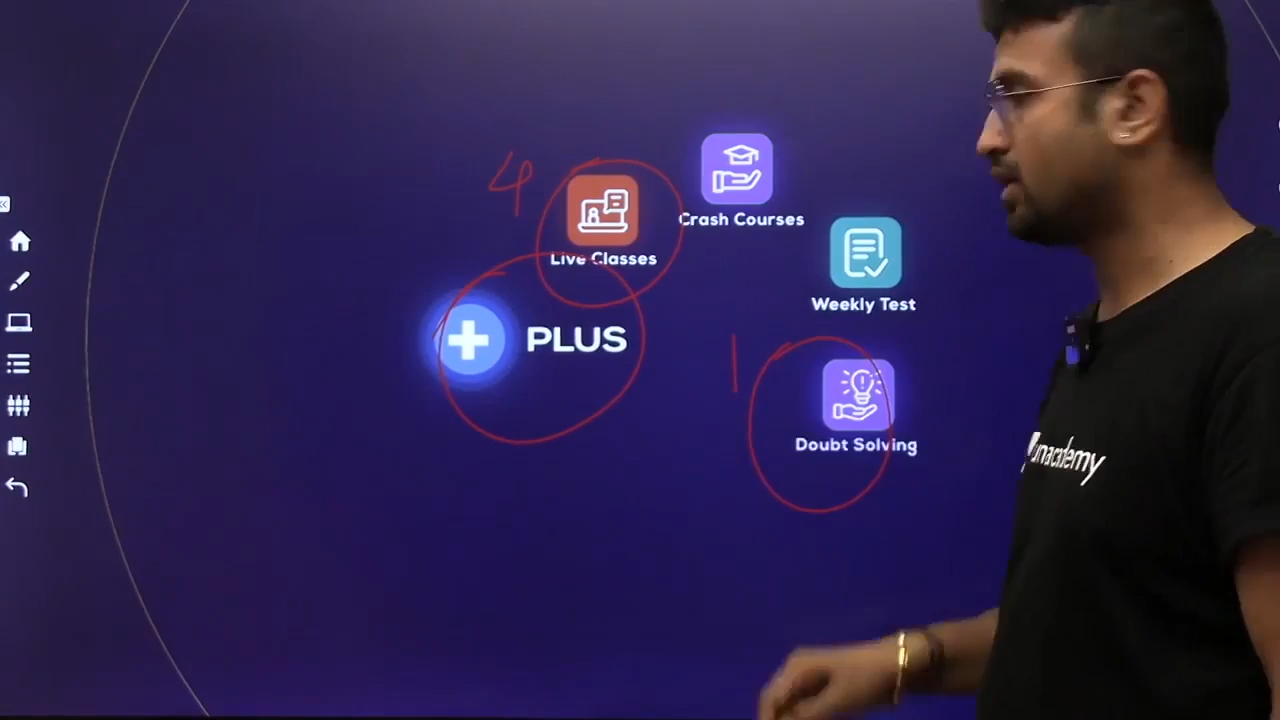 4
Live Classes
Crash Courses
Weekly Test
PLUS
1
Doubt Solving
unacademy